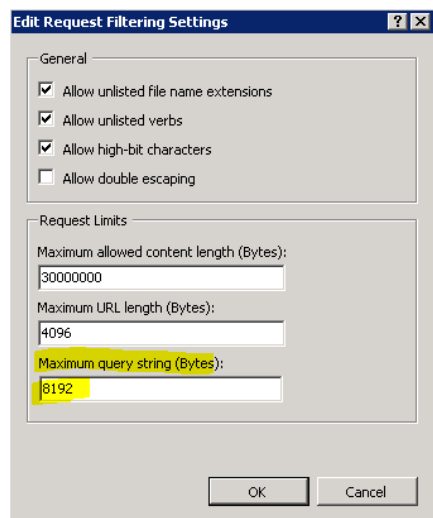 Edit Request Filtering Settings
General
Allow unlisted file name extensions
Allow unlisted verbs
Allow high-bit characters
Allow double escaping
Request Limits
Maximum allowed content length (Bytes):
30000000
Maximum URL length (Bytes):
4096
Maximum query string (Bytes):
8192
OK Cancel